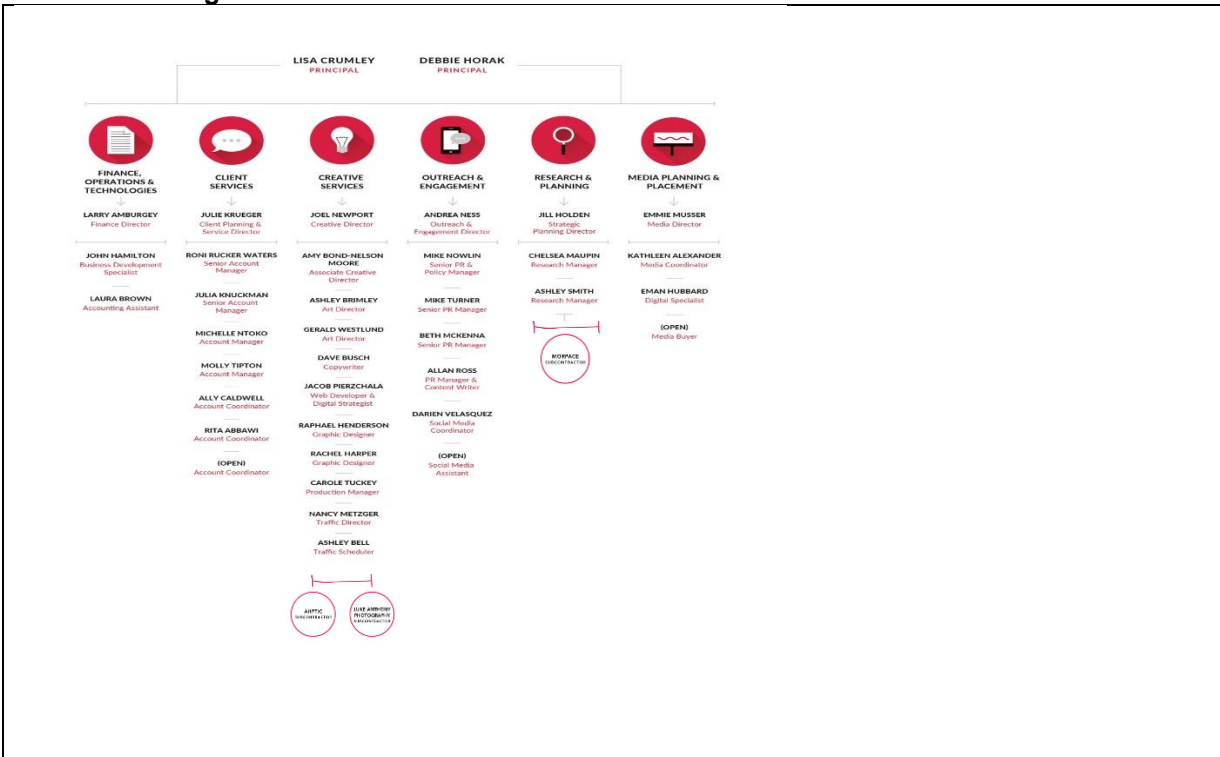 LISA CRUMLEY
PRINCIPAL
DEBBIE HORAK
PRINCIPAL
FINANCE,
OPERATIONS &
TECHNOLOGIES
LARRY AMBURGEY
Finance Director
JOHN HAMILTON
Business Development
Specialist
LAURA BROWN
Accounting Assistant
CLIENT
SERVICES
JULIE KRUEGER
Client Planning &
Service Director
RONI RUCKER WATERS
Senior Account
Manager
JULIA KNUCKMAN
Senior Account
Manager
MICHELLE NTOKO
Account Manager
MOLLY TIPTON
Account Manager
ALLY CALDWELL
Account Coordinator
RITA ABBAWI
Account Coordinator
(OPEN)
Account Coordinator
CREATIVE
SERVICES
JOEL NEWPORT
Creative Director
AMY BOND-NELSON
MOORE
Associate Creative
Director
ASHLEY BRIMLEY
Art Director
GERALD WESTLUND
Art Director
DAVE BUSCH
Copywriter
JACOB PIERZCHALA
Web Developer &
Digital Strategist
RAPHAEL HENDERSON
Graphic Designer
RACHEL HARPER
Graphic Designer
CAROLE TUCKEY
Production Manager
NANCY METZGER
Traffic Director
ASHLEY BELL
Traffic Scheduler
SUBCONTRACTOR
LUKE ANTHONY
PHOTOGRAPHY
SUBCONTRACTOR
OUTREACH &
ENGAGEMENT
ANDREA NESS
Outreach &
Engagement Director
MIKE NOWLIN
Senior PR &
Policy Manager
MIKE TURNER
Senior PR Manager
BETH MCKENNA
Senior PR Manager
ALLAN ROSS
PR Manager &
Content Writer
DARIEN VELASQUEZ
Social Media
Coordinator
(OPEN)
Social Media
Assistant
RESEARCH &
PLANNING
JILL HOLDEN
Strategic
Planning Director
CHELSEA MAUPIN
Research Manager
ASHLEY SMITH
Research Manager
MORPACE
SUBCONTRACTOR
MEDIA PLANNING &
PLACEMENT
EMMIE MUSSER
Media Director
KATHLEEN ALEXANDER
Media Coordinator
EMAN HUBBARD
Digital Specialist
(OPEN)
Media Buyer